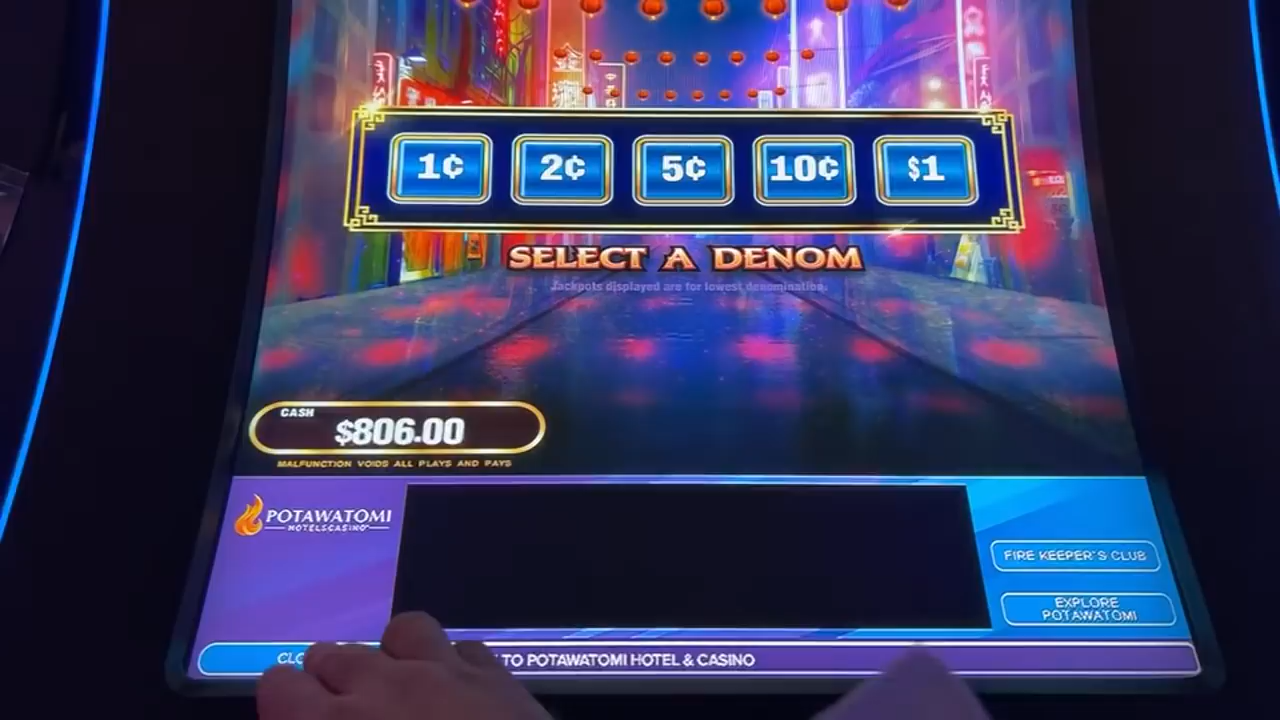 1¢ 2¢ 5¢ 10¢ $1
SELECT A DENOM
Jackpots displayed are for lowest denomination.
CASH
$806.00
MALFUNCTION VOIDS ALL PLAYS AND PAYS
POTAWATOMI
HOTEL&CASINO
FIRE KEEPER'S CLUB
EXPLORE
POTAWATOMI
TO POTAWATOMI HOTEL & CASINO